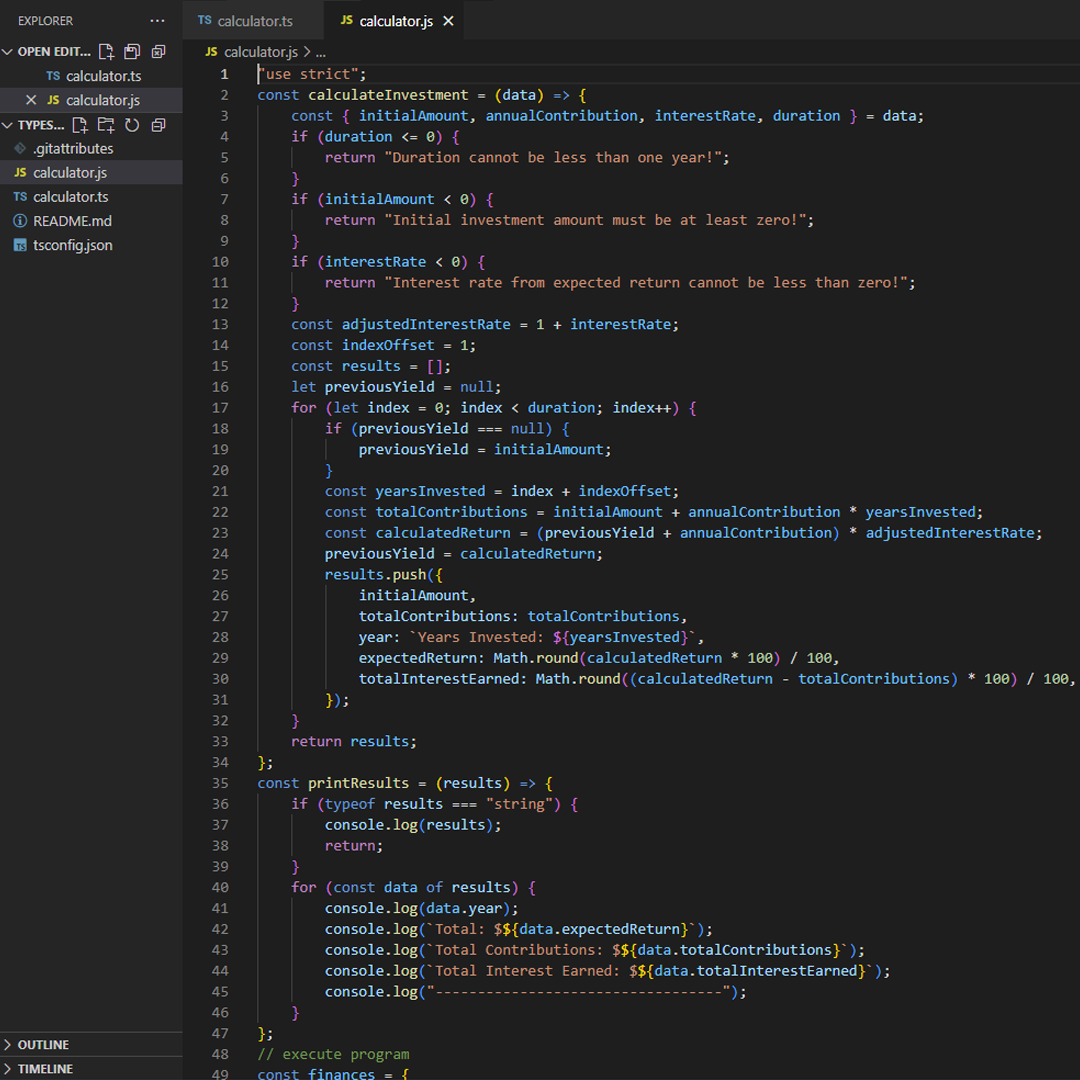 EXPLORER ...
OPEN EDIT...
TS calculator.ts
JS calculator.js
TYPES...
.gitattributes
JS calculator.js
TS calculator.ts
README.md
TS tsconfig.json
OUTLINE
TIMELINE
TS calculator.ts JS calculator.js
JS calculator.js > ...
1 "use strict";
2 const calculateInvestment = (data) => {
3 const { initialAmount, annualContribution, interestRate, duration } = data;
4 if (duration <= 0) {
5 return "Duration cannot be less than one year!";
6 }
7 if (initialAmount < 0) {
8 return "Initial investment amount must be at least zero!";
9 }
10 if (interestRate < 0) {
11 return "Interest rate from expected return cannot be less than zero!";
12 }
13 const adjustedInterestRate = 1 + interestRate;
14 const indexOffset = 1;
15 const results = [];
16 let previousYield = null;
17 for (let index = 0; index < duration; index++) {
18 if (previousYield === null) {
19 previousYield = initialAmount;
20 }
21 const yearsInvested = index + indexOffset;
22 const totalContributions = initialAmount + annualContribution * yearsInvested;
23 const calculatedReturn = (previousYield + annualContribution) * adjustedInterestRate;
24 previousYield = calculatedReturn;
25 results.push({
26 initialAmount,
27 totalContributions: totalContributions,
28 year: `Years Invested: ${yearsInvested}`,
29 expectedReturn: Math.round(calculatedReturn * 100) / 100,
30 totalInterestEarned: Math.round((calculatedReturn - totalContributions) * 100) / 100,
31 });
32 }
33 return results;
34 };
35 const printResults = (results) => {
36 if (typeof results === "string") {
37 console.log(results);
38 return;
39 }
40 for (const data of results) {
41 console.log(data.year);
42 console.log(`Total: $${data.expectedReturn}`);
43 console.log(`Total Contributions: $${data.totalContributions}`);
44 console.log(`Total Interest Earned: $${data.totalInterestEarned}`);
45 console.log("----------------------------------");
46 }
47 };
48 // execute program
49 const finances = {